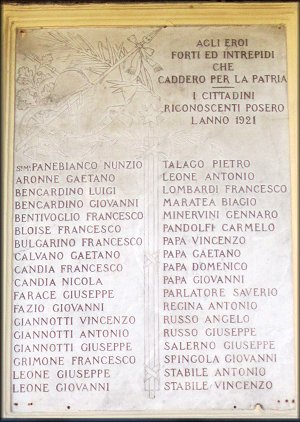 AGLI EROI
FORTI ED INTREPIDI
CHE
CADDERO PER LA PATRIA
I CITTADINI
RICONOSCENTI POSERO
L'ANNO 1921
PANEBIANCO NUNZIO
ARONNE GAETANO
BENCARDINO LUIGI
BENCARDINO GIOVANNI
BENTIVOGLIO FRANCESCO
BLOISE FRANCESCO
BULGARINO FRANCESCO
CALVANO GAETANO
CANDIA FRANCESCO
CANDIA NICOLA
FARACE GIUSEPPE
FAZIO GIOVANNI
GIANNOTTI VINCENZO
GIANNOTTI ANTONIO
GIANNOTTI GIUSEPPE
GRIMONE FRANCESCO
LEONE GIUSEPPE
LEONE GIOVANNI
TALAGO PIETRO
LEONE ANTONIO
LOMBARDI FRANCESCO
MARATEA BIAGIO
MINERVINI GENNARO
PANDOLFI CARMELO
PAPA VINCENZO
PAPA GAETANO
PAPA DOMENICO
PAPA GIOVANNI
PARLATORE SAVERIO
REGINA ANTONIO
RUSSO ANGELO
RUSSO GIUSEPPE
SALERNO GIUSEPPE
SPINGOLA GIOVANNI
STABILE ANTONIO
STABILE VINCENZO